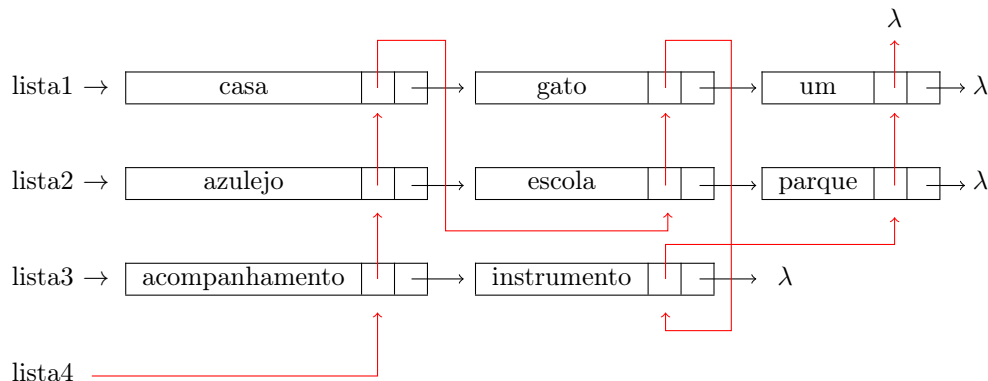 λ
lista1 → casa gato um λ
lista2 → azulejo escola parque λ
lista3 → acompanhamento instrumento λ
lista4